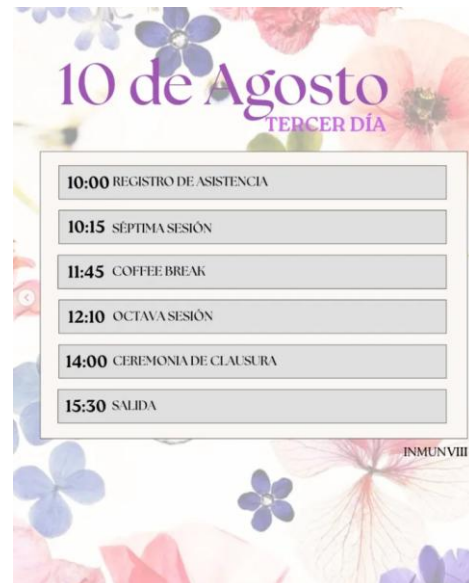 10 de Agosto
TERCER DÍA
10:00 REGISTRO DE ASISTENCIA
10:15 SÉPTIMA SESIÓN
11:45 COFFEE BREAK
12:10 OCTAVA SESIÓN
14:00 CEREMONIA DE CLAUSURA
15:30 SALIDA
INMUNVIII